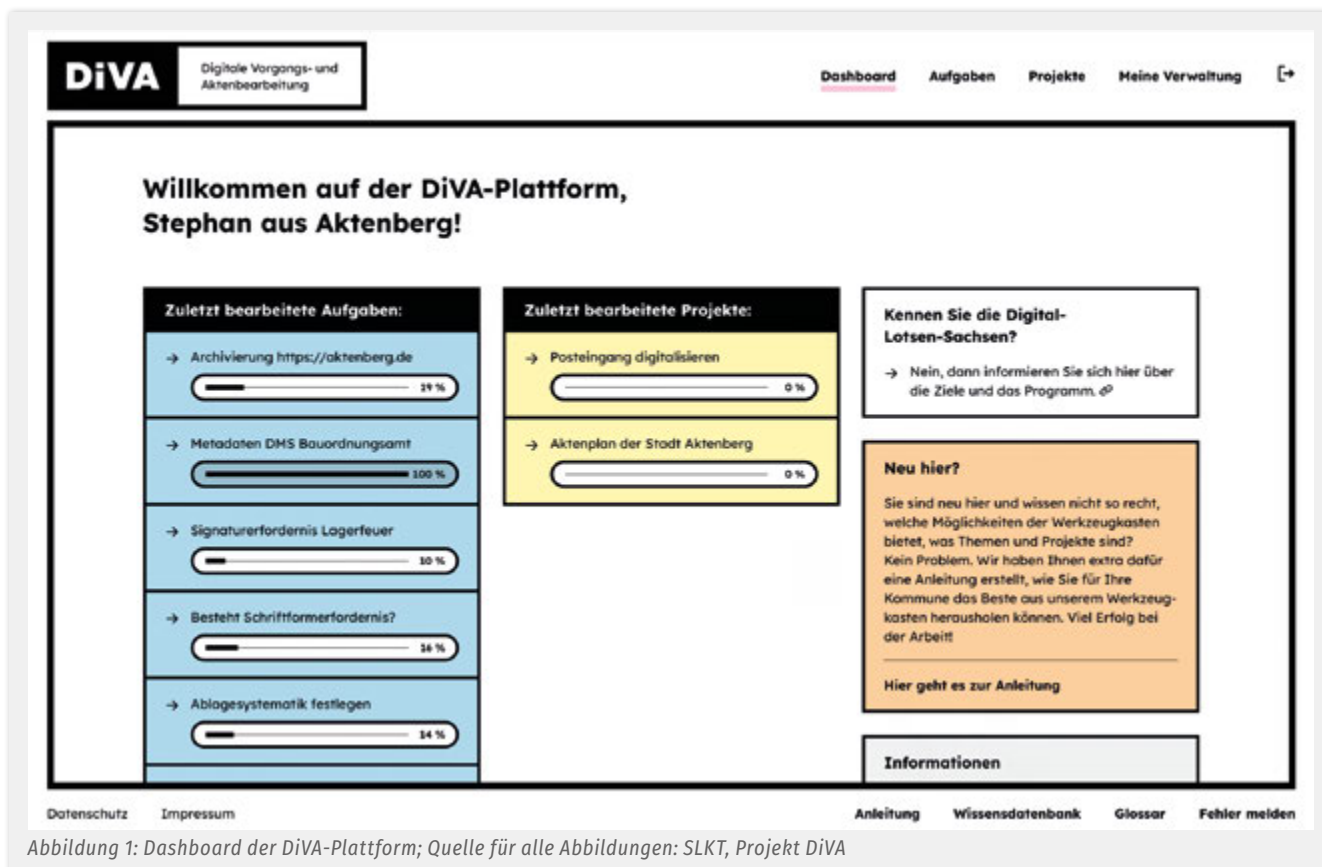 DiVA
Digitale Vorgangs- und
Aktenbearbeitung
Dashboard Aufgaben Projekte Meine Verwaltung
Willkommen auf der DiVA-Plattform,
Stephan aus Aktenberg!
Zuletzt bearbeitete Aufgaben:
Archivierung https://aktenberg.de
19 %
Metadaten DMS Bauordnungsamt
100 %
Signaturerfordernis Lagerfeuer
10 %
Besteht Schriftformerfordernis?
16 %
Ablagesystematik festlegen
14 %
Zuletzt bearbeitete Projekte:
Posteingang digitalisieren
0 %
Aktenplan der Stadt Aktenberg
0 %
Kennen Sie die Digital-
Lotsen-Sachsen?
Nein, dann informieren Sie sich hier über
die Ziele und das Programm.
Neu hier?
Sie sind neu hier und wissen nicht so recht,
welche Möglichkeiten der Werkzeugkasten
bietet, was Themen und Projekte sind?
Kein Problem. Wir haben Ihnen extra dafür
eine Anleitung erstellt, wie Sie für Ihre
Kommune das Beste aus unserem Werkzeug-
kasten herausholen können. Viel Erfolg bei
der Arbeit!
Hier geht es zur Anleitung
Informationen
Datenschutz Impressum
Anleitung Wissensdatenbank Glossar Fehler melden
Abbildung 1: Dashboard der DiVA-Plattform; Quelle für alle Abbildungen: SLKT, Projekt DiVA